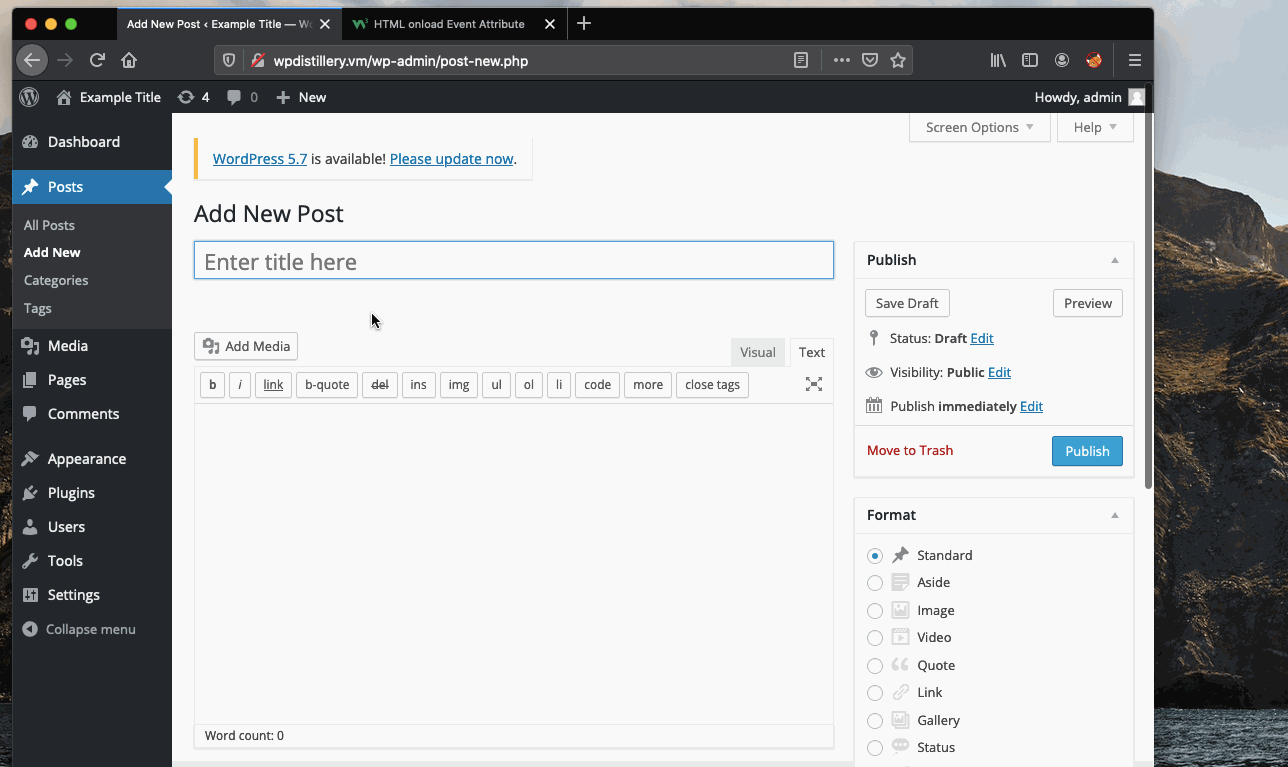 Add New Post ‹ Example Title — Wo
HTML onload Event Attribute
wpdistillery.vm/wp-admin/post-new.php
Example Title
4
0
New
Howdy, admin
Dashboard
Posts
All Posts
Add New
Categories
Tags
Media
Pages
Comments
Appearance
Plugins
Users
Tools
Settings
Collapse menu
Screen Options
Help
WordPress 5.7 is available! Please update now.
Add New Post
Enter title here
Add Media
Visual
Text
b
i
link
b-quote
del
ins
img
ul
ol
li
code
more
close tags
Word count: 0
Publish
Save Draft
Preview
Status: Draft Edit
Visibility: Public Edit
Publish immediately Edit
Move to Trash
Publish
Format
Standard
Aside
Image
Video
Quote
Link
Gallery
Status